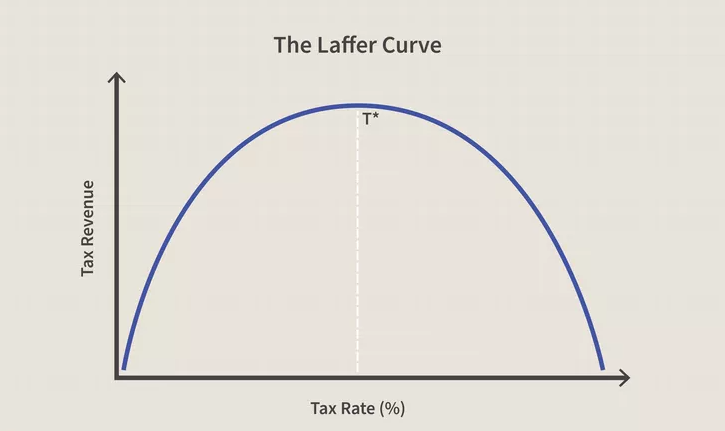 The Laffer Curve
T*
Tax Revenue
Tax Rate (%)